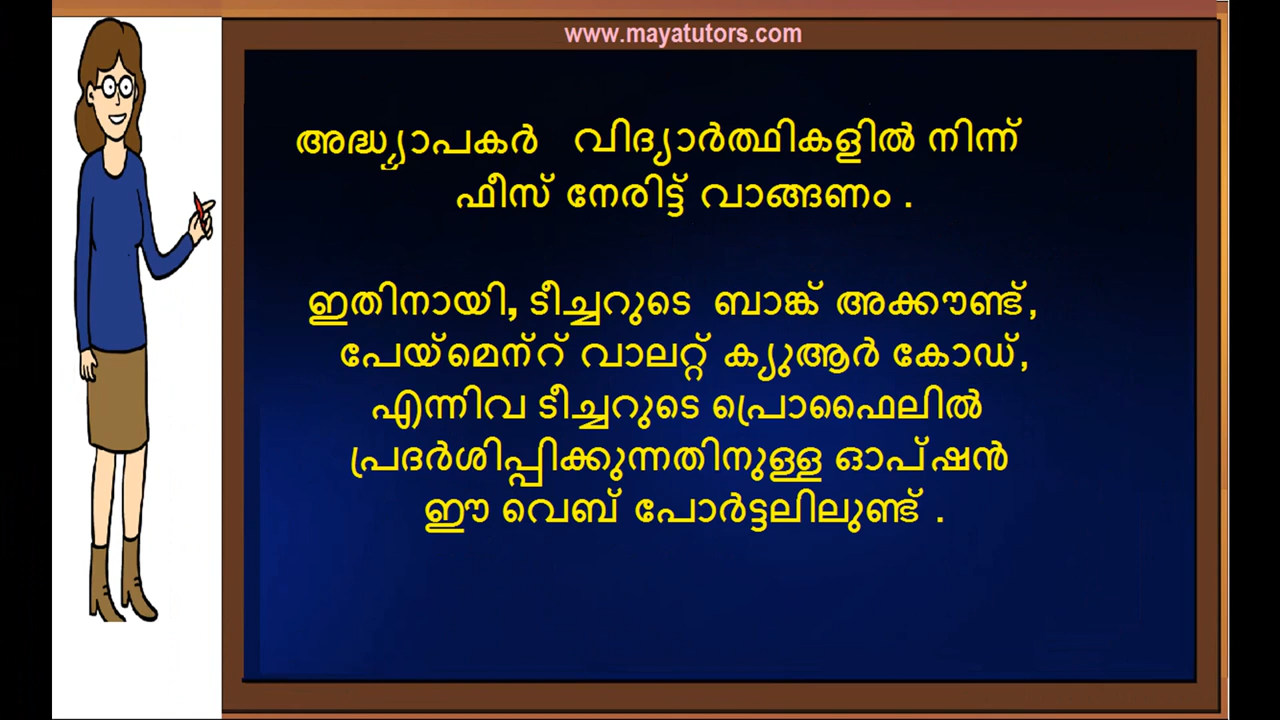 www.mayatutors.com
അദ്ധ്യാപകർ വിദ്യാർത്ഥികളിൽ നിന്ന്
ഫീസ് നേരിട്ട് വാങ്ങണം .
ഇതിനായി, ടീച്ചറുടെ ബാങ്ക് അക്കൗണ്ട്,
പേയ്മെന്റ് വാലറ്റ് ക്യുആർ കോഡ്,
എന്നിവ ടീച്ചറുടെ പ്രൊഫൈലിൽ
പ്രദർശിപ്പിക്കുന്നതിനുള്ള ഓപ്ഷൻ
ഈ വെബ് പോർട്ടലിലുണ്ട് .